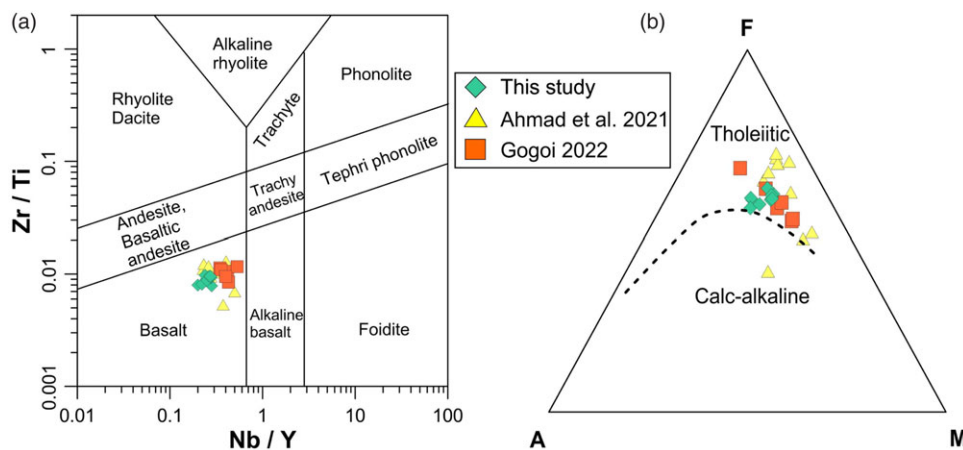 (a)
Zr / Ti
1
0.1
0.01
0.001
Alkaline
rhyolite
Phonolite
Rhyolite
Dacite
Trachyte
Tephri phonolite
Trachy
andesite
Andesite,
Basaltic
andesite
Basalt
Alkaline
basalt
Foidite
0.01
0.1
1
10
100
Nb / Y
This study
Ahmad et al. 2021
Gogoi 2022
(b)
F
Tholeiitic
Calc-alkaline
A
M